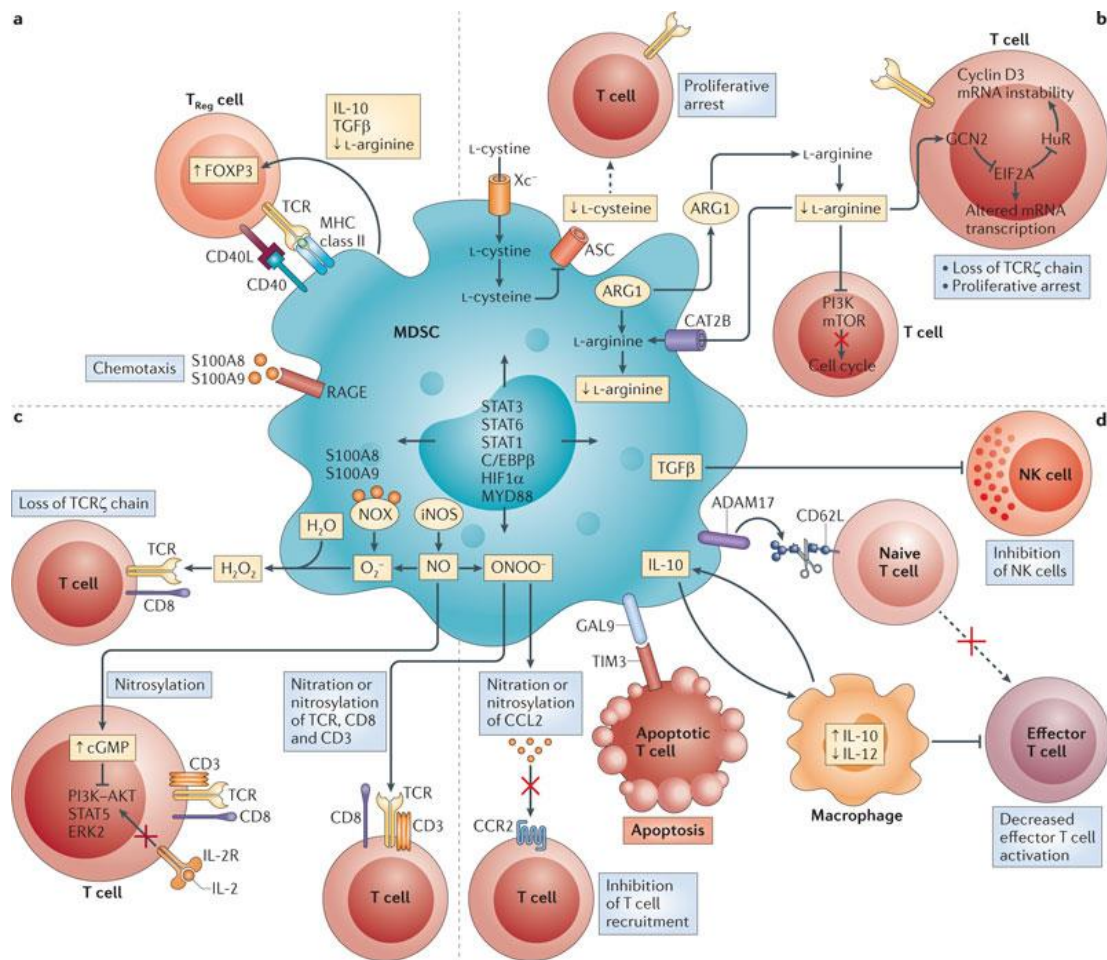 a
b
T Reg cell
IL-10
TGFβ
↓ L-arginine
↑ FOXP3
TCR
MHC
class II
CD40L
CD40
Chemotaxis
S100A8
S100A9
RAGE
MDSC
L-cystine
Xc⁻
L-cystine
L-cysteine
ASC
↓ L-cysteine
T cell
Proliferative
arrest
ARG1
L-arginine
↓ L-arginine
ARG1
L-arginine
↓ L-arginine
CAT2B
T cell
Cyclin D3
mRNA instability
GCN2
HuR
EIF2A
Altered mRNA
transcription
• Loss of TCRζ chain
• Proliferative arrest
PI3K
mTOR
Cell cycle
T cell
STAT3
STAT6
STAT1
C/EBPβ
HIF1α
MYD88
c
S100A8
S100A9
NOX
iNOS
H₂O
O₂⁻
NO
ONOO⁻
H₂O₂
Loss of TCRζ chain
T cell
TCR
CD8
Nitrosylation
↑ cGMP
PI3K–AKT
STAT5
ERK2
CD3
TCR
CD8
IL-2R
IL-2
T cell
Nitration or
nitrosylation
of TCR, CD8
and CD3
CD8
TCR
CD3
T cell
Nitration or
nitrosylation
of CCL2
CCR2
T cell
Inhibition
of T cell
recruitment
d
TGFβ
NK cell
Inhibition
of NK cells
ADAM17
CD62L
Naive
T cell
IL-10
GAL9
TIM3
Apoptotic
T cell
Apoptosis
↑ IL-10
↓ IL-12
Macrophage
Effector
T cell
Decreased
effector T cell
activation